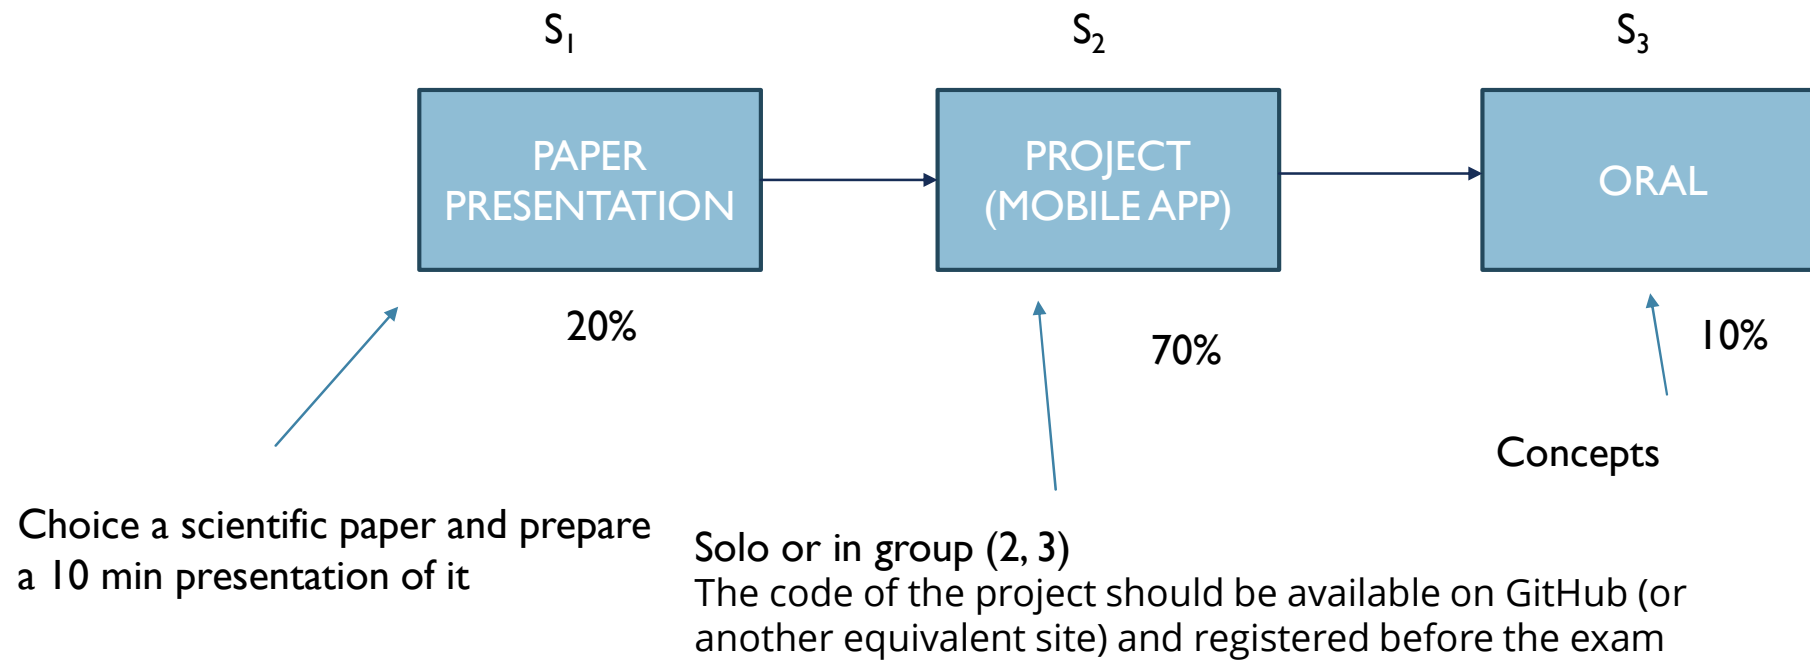 S₁
S₂
S₃
PAPER
PRESENTATION
PROJECT
(MOBILE APP)
ORAL
20%
70%
10%
Concepts
Choice a scientific paper and prepare
a 10 min presentation of it
Solo or in group (2, 3)
The code of the project should be available on GitHub (or
another equivalent site) and registered before the exam